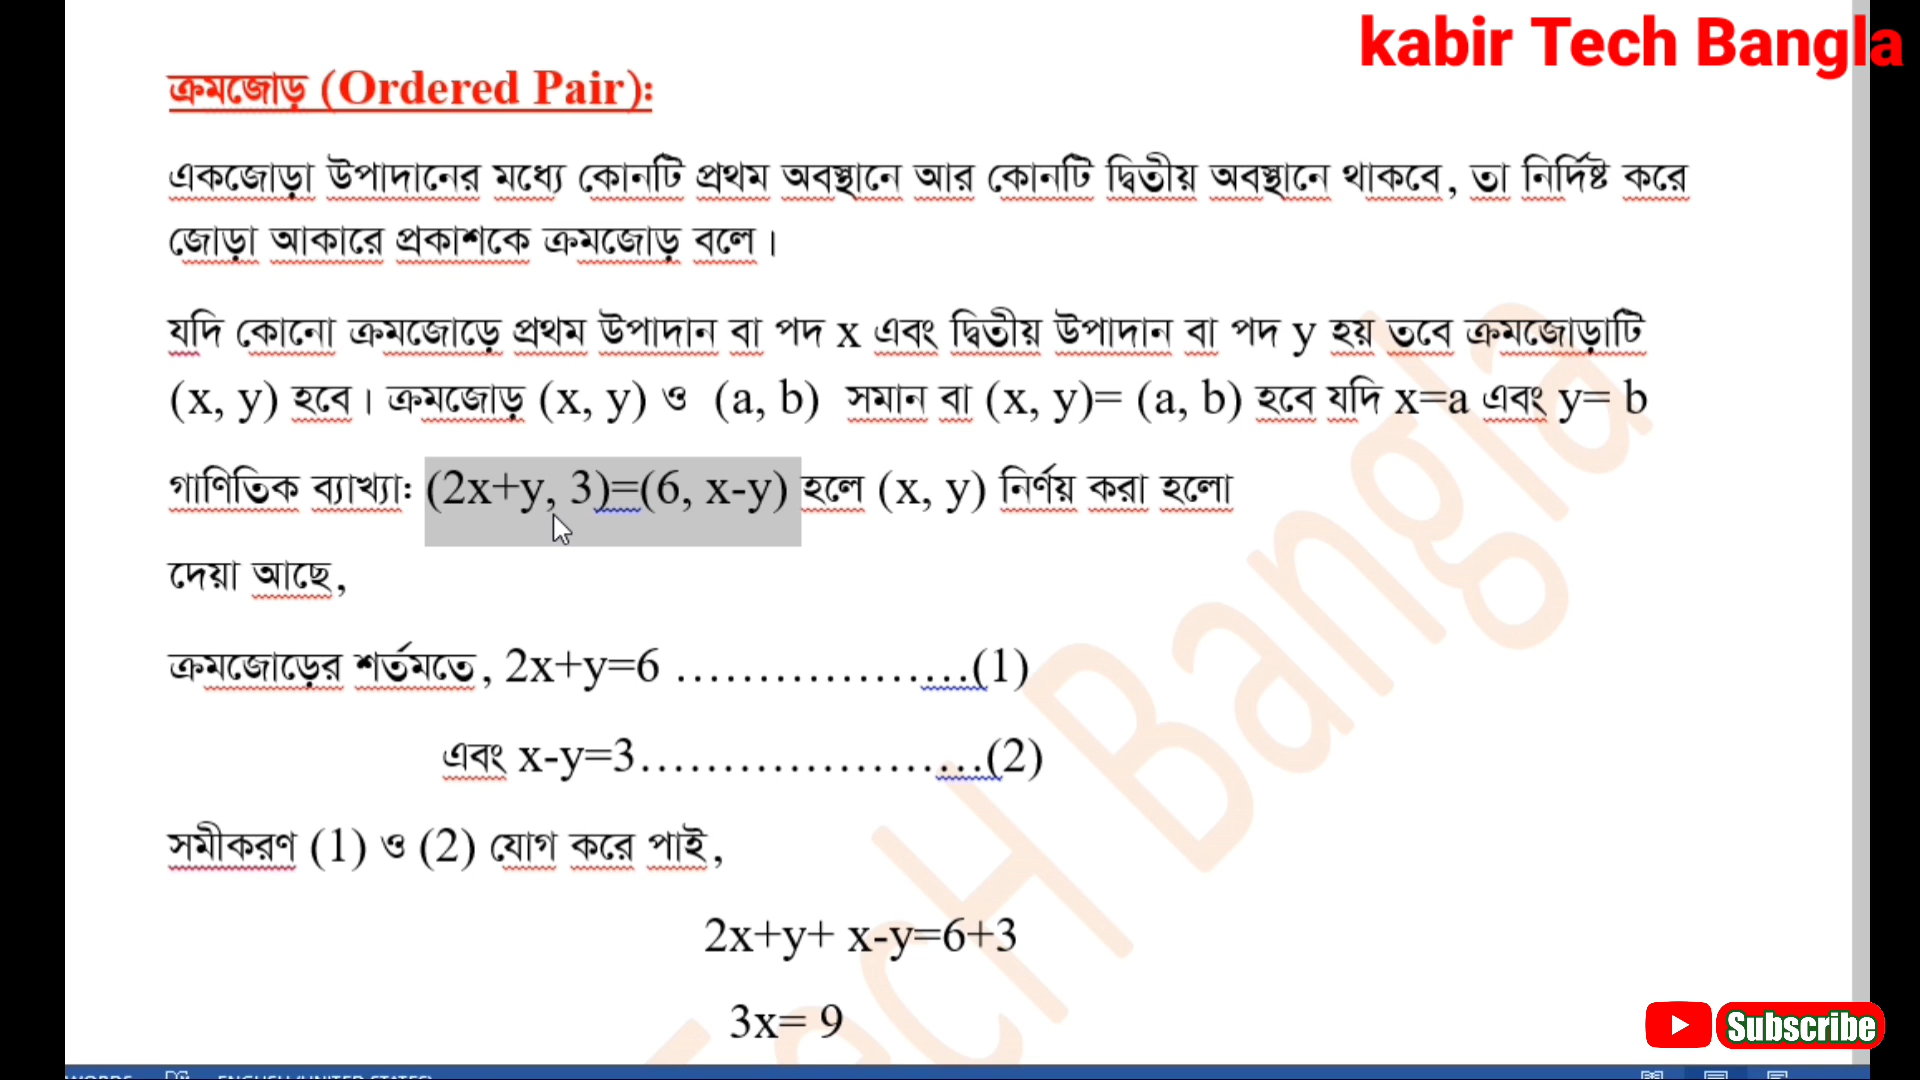 kabir Tech Bangla
ক্রমজোড় (Ordered Pair):
একজোড়া উপাদানের মধ্যে কোনটি প্রথম অবস্থানে আর কোনটি দ্বিতীয় অবস্থানে থাকবে, তা নির্দিষ্ট করে
জোড়া আকারে প্রকাশকে ক্রমজোড় বলে।
যদি কোনো ক্রমজোড়ে প্রথম উপাদান বা পদ x এবং দ্বিতীয় উপাদান বা পদ y হয় তবে ক্রমজোড়াটি
(x, y) হবে। ক্রমজোড় (x, y) ও (a, b) সমান বা (x, y)= (a, b) হবে যদি x=a এবং y= b
গাণিতিক ব্যাখ্যাঃ (2x+y, 3)=(6, x-y) হলে (x, y) নির্ণয় করা হলো
দেয়া আছে,
ক্রমজোড়ের শর্তমতে, 2x+y=6 .....................(1)
এবং x-y=3.........................(2)
সমীকরণ (1) ও (2) যোগ করে পাই,
2x+y+ x-y=6+3
3x= 9
TecH Bangla
Subscribe